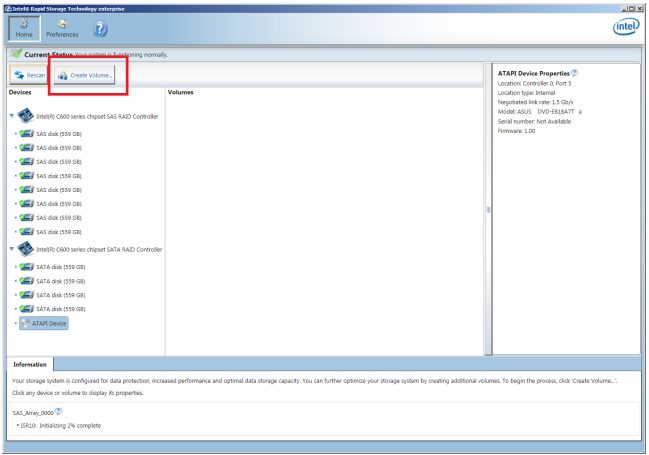 Intel® Rapid Storage Technology enterprise
Home
Preferences
intel
Current Status Your system is functioning normally.
Rescan
Create Volume...
Devices
Volumes
Intel(R) C600 series chipset SAS RAID Controller
SAS disk (559 GB)
SAS disk (559 GB)
SAS disk (559 GB)
SAS disk (559 GB)
SAS disk (559 GB)
SAS disk (559 GB)
SAS disk (559 GB)
SAS disk (559 GB)
Intel(R) C600 series chipset SATA RAID Controller
SATA disk (559 GB)
SATA disk (559 GB)
SATA disk (559 GB)
SATA disk (559 GB)
ATAPI Device
ATAPI Device Properties ?
Location: Controller 0, Port 5
Location type: Internal
Negotiated link rate: 1.5 Gb/s
Model: ASUS DVD-E818A7T a
Serial number: Not Available
Firmware: 1.00
Information
Your storage system is configured for data protection, increased performance and optimal data storage capacity. You can further optimize your storage system by creating additional volumes. To begin the process, click 'Create Volume...'.
Click any device or volume to display its properties.
SAS_Array_0000 ?
• ISR10: Initializing 2% complete